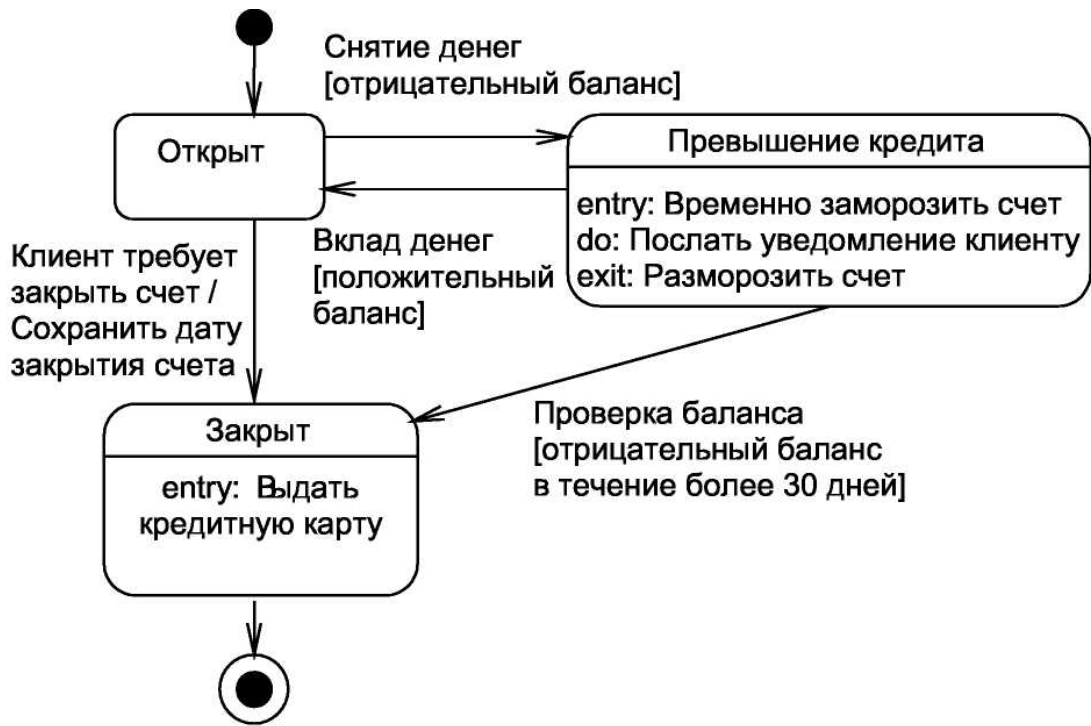 Снятие денег
[отрицательный баланс]
Открыт
Превышение кредита
entry: Временно заморозить счет
do: Послать уведомление клиенту
exit: Разморозить счет
Клиент требует
закрыть счет /
Сохранить дату
закрытия счета
Вклад денег
[положительный
баланс]
Закрыт
entry: Выдать
кредитную карту
Проверка баланса
[отрицательный баланс
в течение более 30 дней]